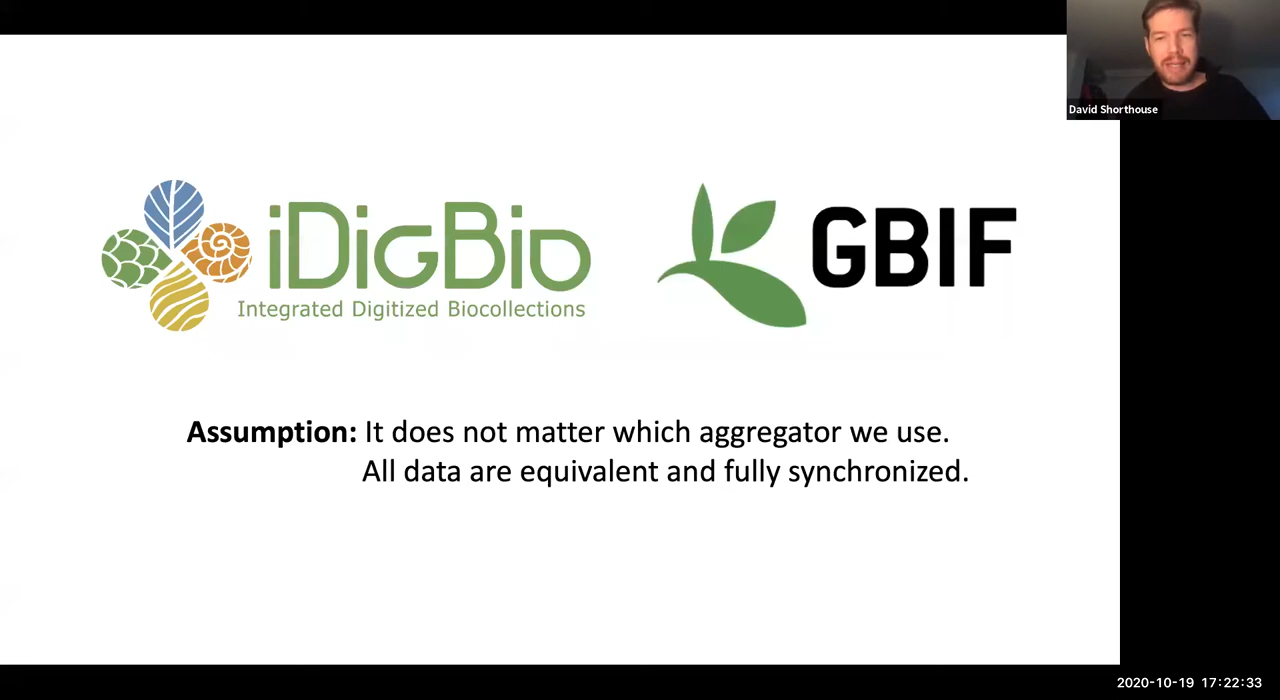 David Shorthouse
iDigBio
Integrated Digitized Biocollections
GBIF
Assumption: It does not matter which aggregator we use.
All data are equivalent and fully synchronized.
2020-10-19 17:22:33